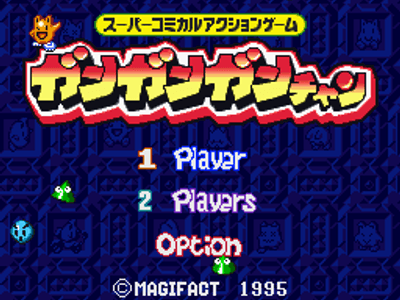 スーパーコミカルアクションゲーム
ガンガンガンチャン
1 Player
2 Players
Option
©MAGIFACT 1995